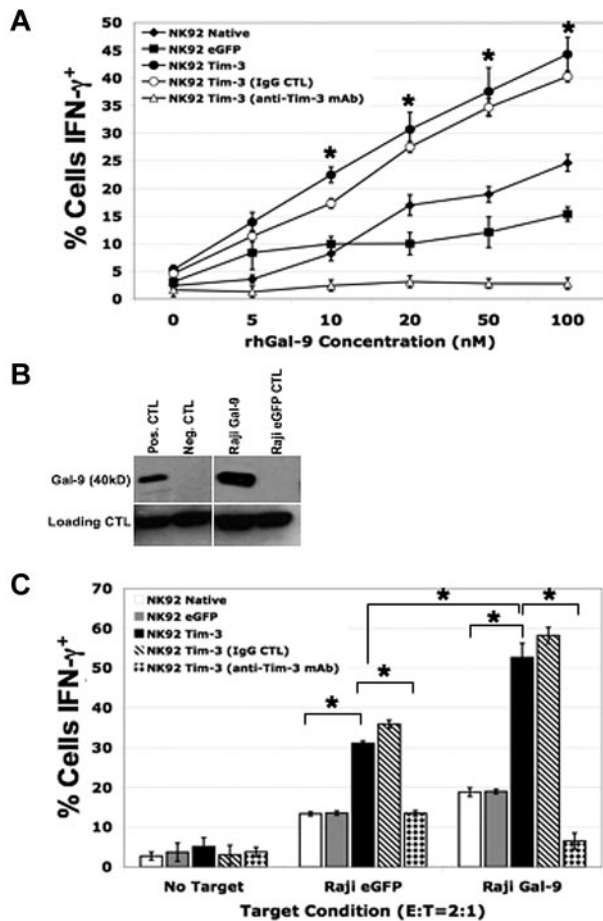 A
NK92 Native
NK92 eGFP
NK92 Tim-3
NK92 Tim-3 (IgG CTL)
NK92 Tim-3 (anti-Tim-3 mAb)
* * * * *
% Cells IFN-γ+
50
45
40
35
30
25
20
15
10
5
0
0 5 10 20 50 100
rhGal-9 Concentration (nM)
B
Pos. CTL
Neg. CTL
Raji Gal-9
Raji eGFP CTL
Gal-9 (40kD)
Loading CTL
C
NK92 Native
NK92 eGFP
NK92 Tim-3
NK92 Tim-3 (IgG CTL)
NK92 Tim-3 (anti-Tim-3 mAb)
* * * * *
% Cells IFN-γ+
70
60
50
40
30
20
10
0
No Target Raji eGFP Raji Gal-9
Target Condition (E:T=2:1)